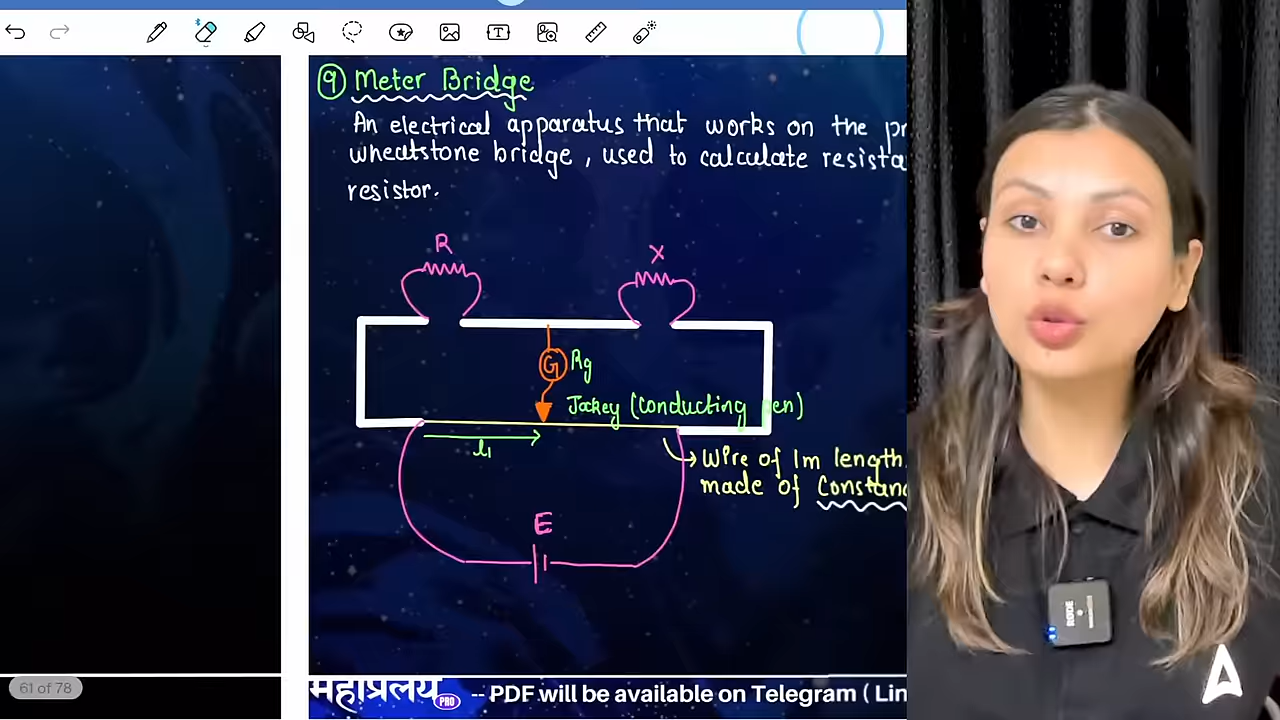 9 Meter Bridge
An electrical apparatus that works on the pr
wheatstone bridge, used to calculate resista
resistor.
R
X
G Rg
Jockey (conducting pen)
l1
Wire of 1m length
made of Constan
E
61 of 78
महाप्रलय PRO -- PDF will be available on Telegram ( Lin
RODE